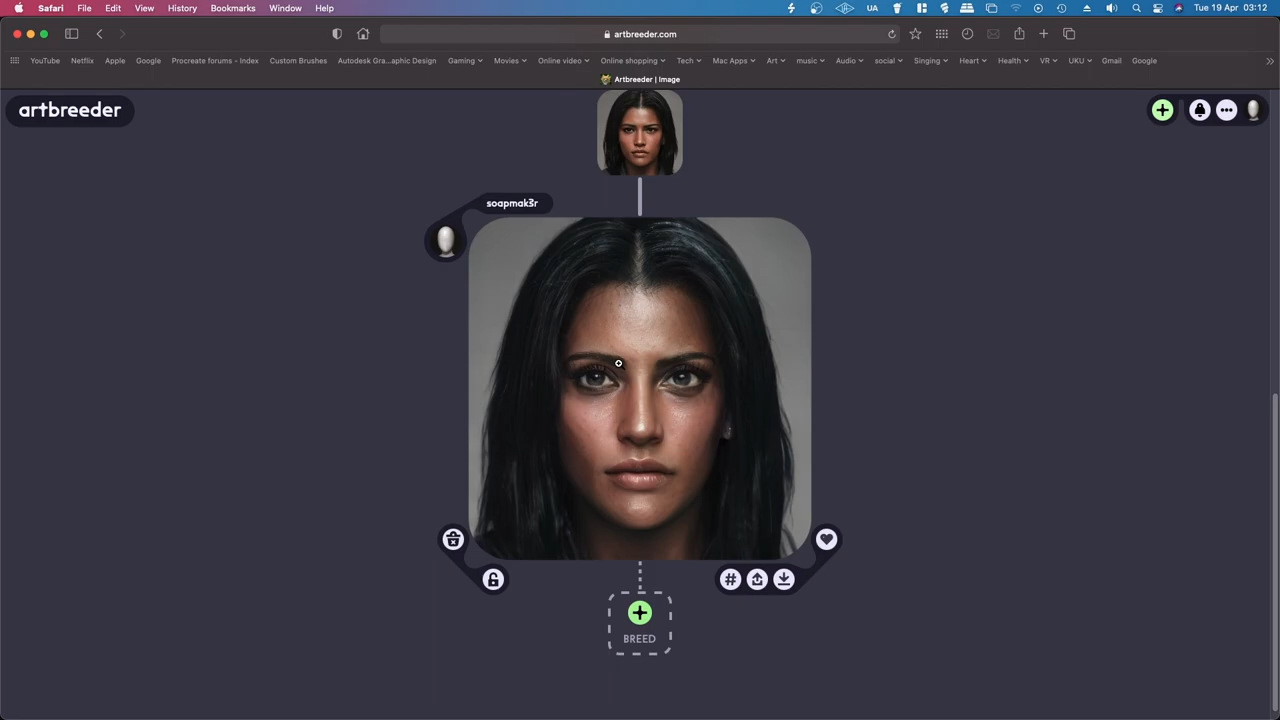 Safari File Edit View History Bookmarks Window Help UA Tue 19 Apr 03:12
artbreeder.com
YouTube Netflix Apple Google Procreate forums - Index Custom Brushes Autodesk Gra...aphic Design Gaming Movies Online video Online shopping Tech Mac Apps Art music Audio social Singing Heart Health VR UKU Gmail Google
Artbreeder | Image
artbreeder
soapmak3r
BREED